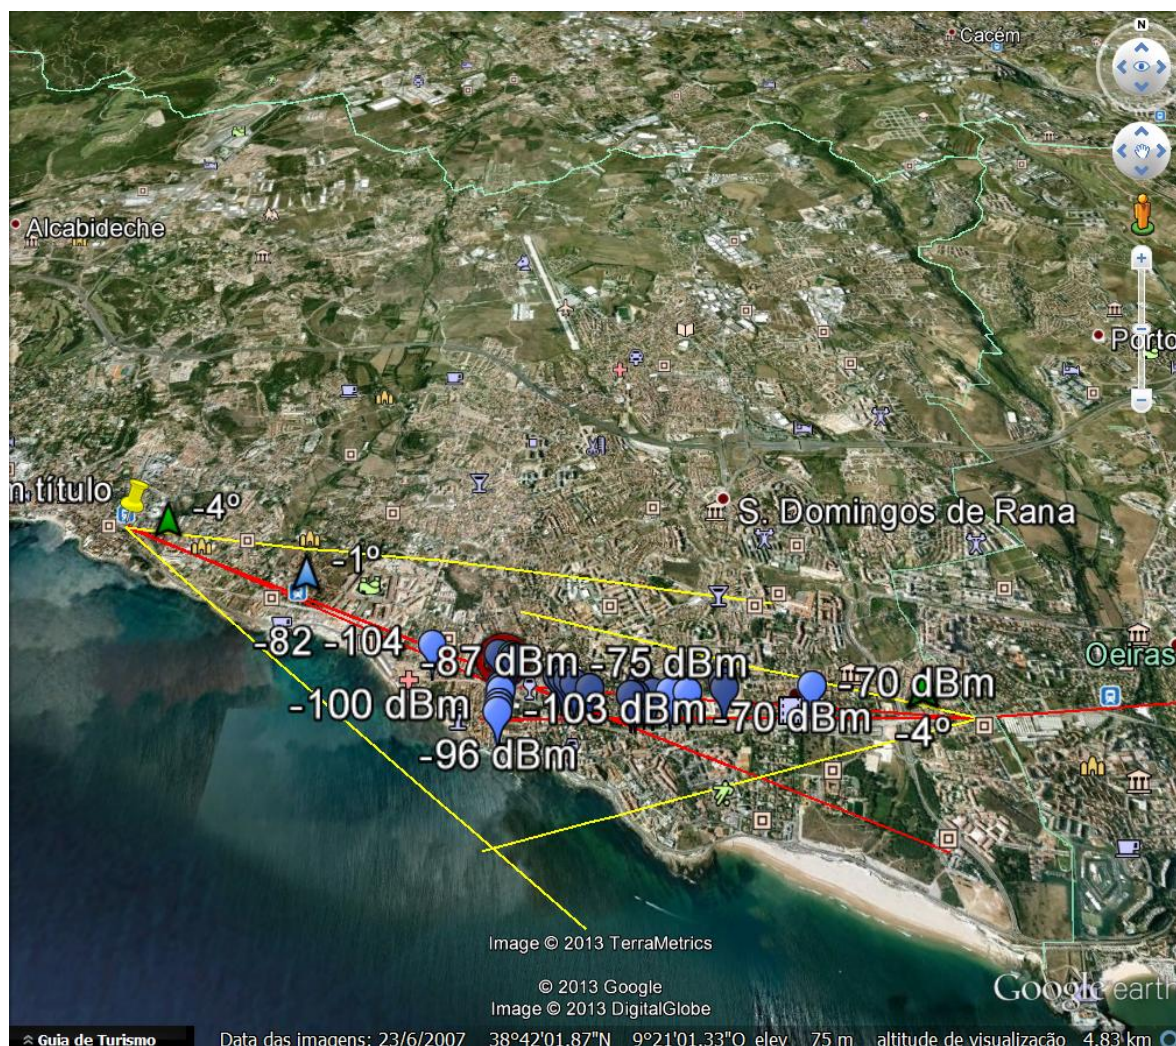 N
Cacém
Alcabideche
Porto
m título
-4º
S. Domingos de Rana
-1º
Oeiras
-82 -104
-87 dBm
-75 dBm
-70 dBm
-100 dBm
-103 dBm
-70 dBm
-4º
-96 dBm
Image © 2013 TerraMetrics
© 2013 Google
Image © 2013 DigitalGlobe
Google earth
Guia de Turismo
Data das imagens: 23/6/2007 38°42'01.87"N 9°21'01.33"O elev 75 m altitude de visualização 4.83 km